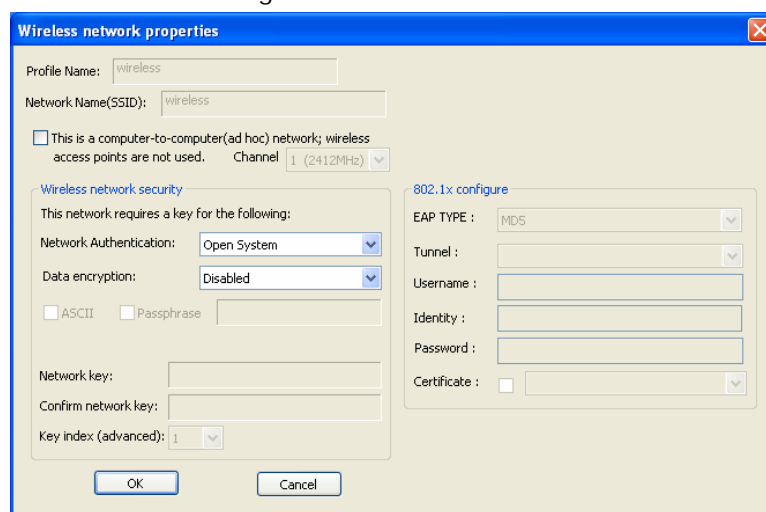 Wireless network properties
Profile Name: wireless
Network Name(SSID): wireless
This is a computer-to-computer(ad hoc) network; wireless
access points are not used. Channel 1 (2412MHz)
Wireless network security
This network requires a key for the following:
Network Authentication: Open System
Data encryption: Disabled
ASCII Passphrase
Network key:
Confirm network key:
Key index (advanced): 1
802.1x configure
EAP TYPE : MD5
Tunnel :
Username :
Identity :
Password :
Certificate :
OK Cancel